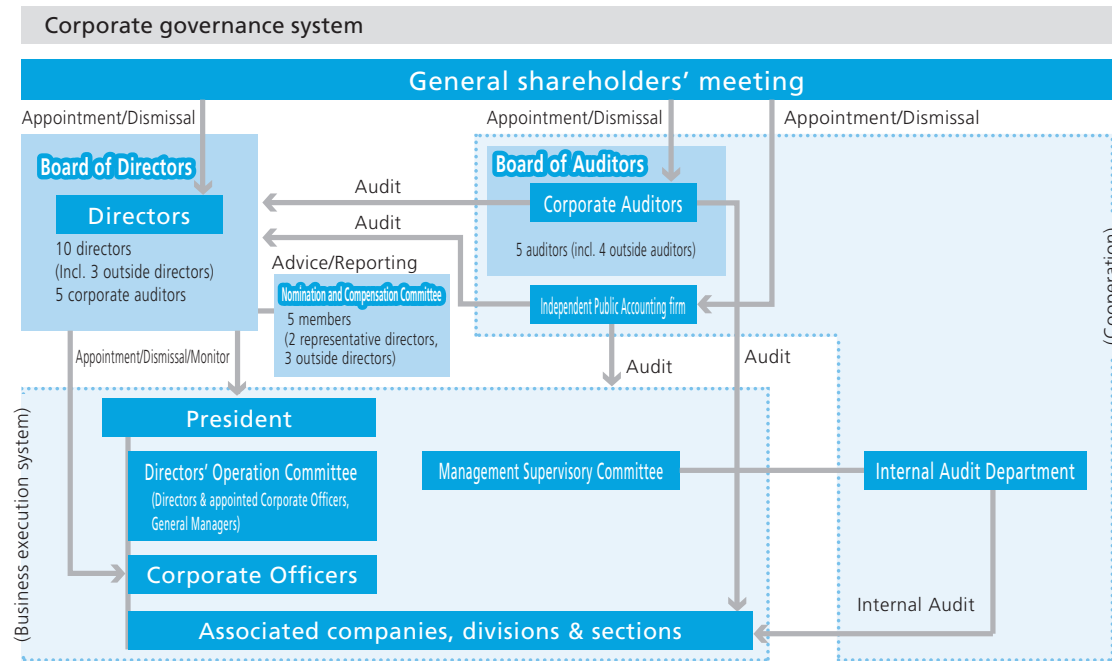 Corporate governance system
General shareholders' meeting
Appointment/Dismissal
Appointment/Dismissal
Appointment/Dismissal
Board of Directors
Directors
10 directors
(Incl. 3 outside directors)
5 corporate auditors
Audit
Audit
Board of Auditors
Corporate Auditors
5 auditors (incl. 4 outside auditors)
Advice/Reporting
Nomination and Compensation Committee
5 members
(2 representative directors,
3 outside directors)
Independent Public Accounting firm
(Cooperation)
Appointment/Dismissal/Monitor
Audit
Audit
(Business execution system)
President
Directors' Operation Committee
(Directors & appointed Corporate Officers,
General Managers)
Management Supervisory Committee
Internal Audit Department
Corporate Officers
Internal Audit
Associated companies, divisions & sections